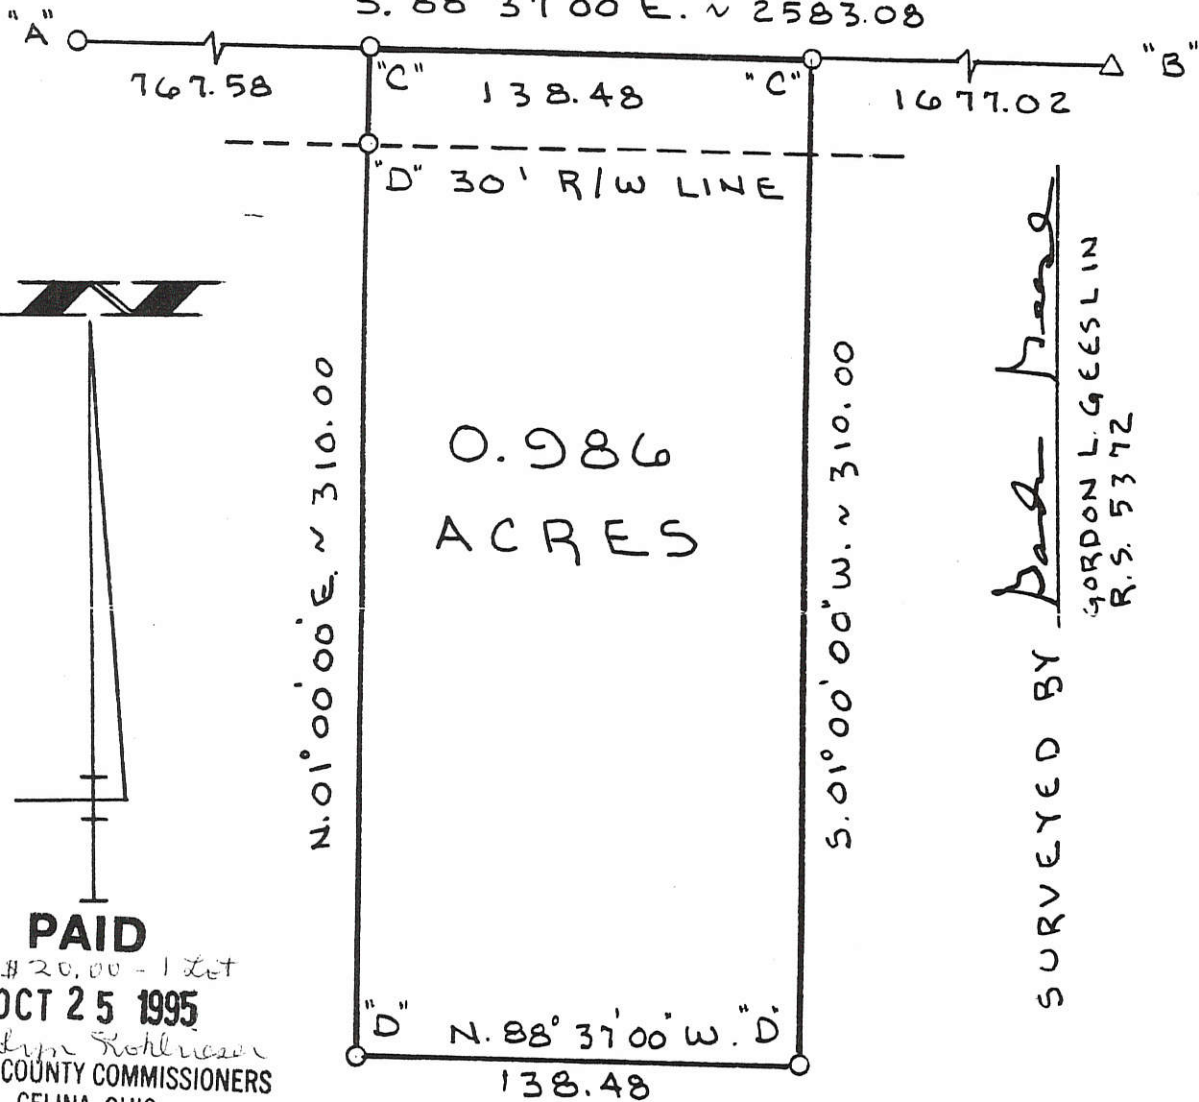 S. 88° 37' 00" E. ~ 2583.08
"A"
"B"
767.58
"C"
138.48
"C"
1677.02
"D" 30' R/W LINE
N
N. 01° 00' 00" E. ~ 310.00
0.986
ACRES
S. 01° 00' 00" W. ~ 310.00
SURVEYED BY
GORDON L. GEESLIN
R.S. 5372
PAID
$20.00 - 1 Lot
OCT 25 1995
COUNTY COMMISSIONERS
CELINA, OHIO
"D" N. 88° 37' 00" W. "D"
138.48